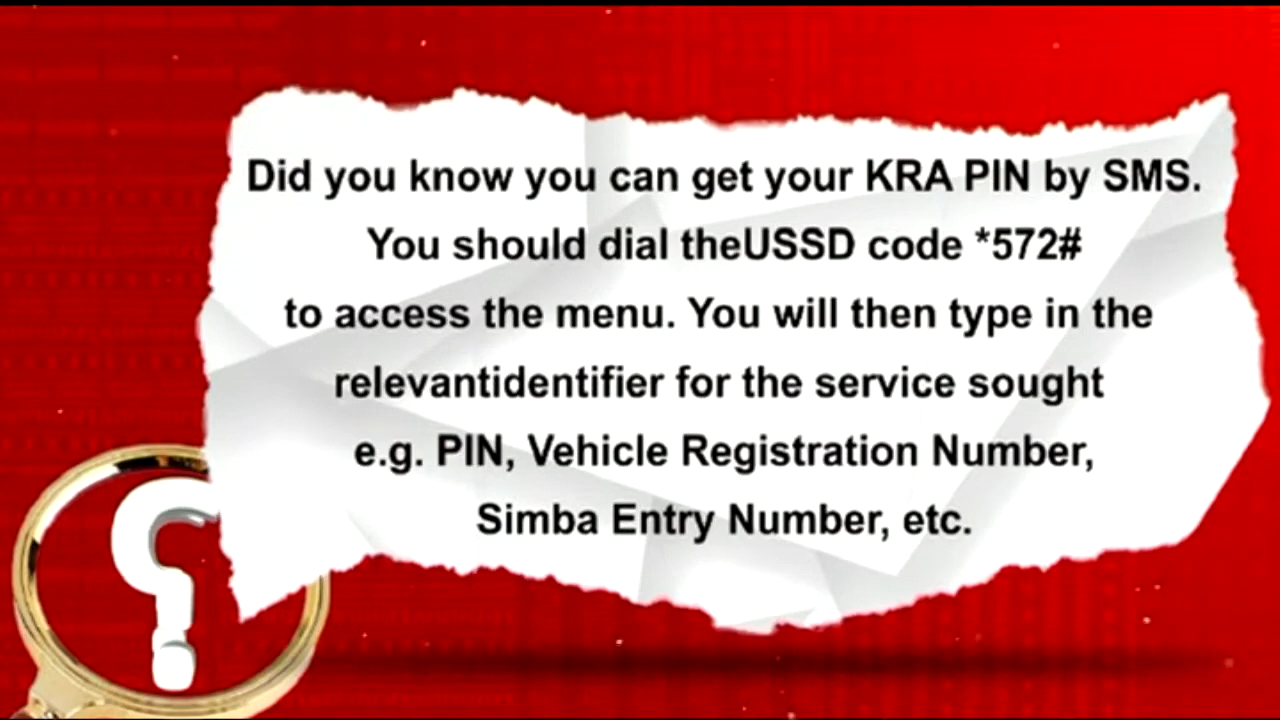 Did you know you can get your KRA PIN by SMS.
You should dial theUSSD code *572#
to access the menu. You will then type in the
relevantidentifier for the service sought
e.g. PIN, Vehicle Registration Number,
Simba Entry Number, etc.
?